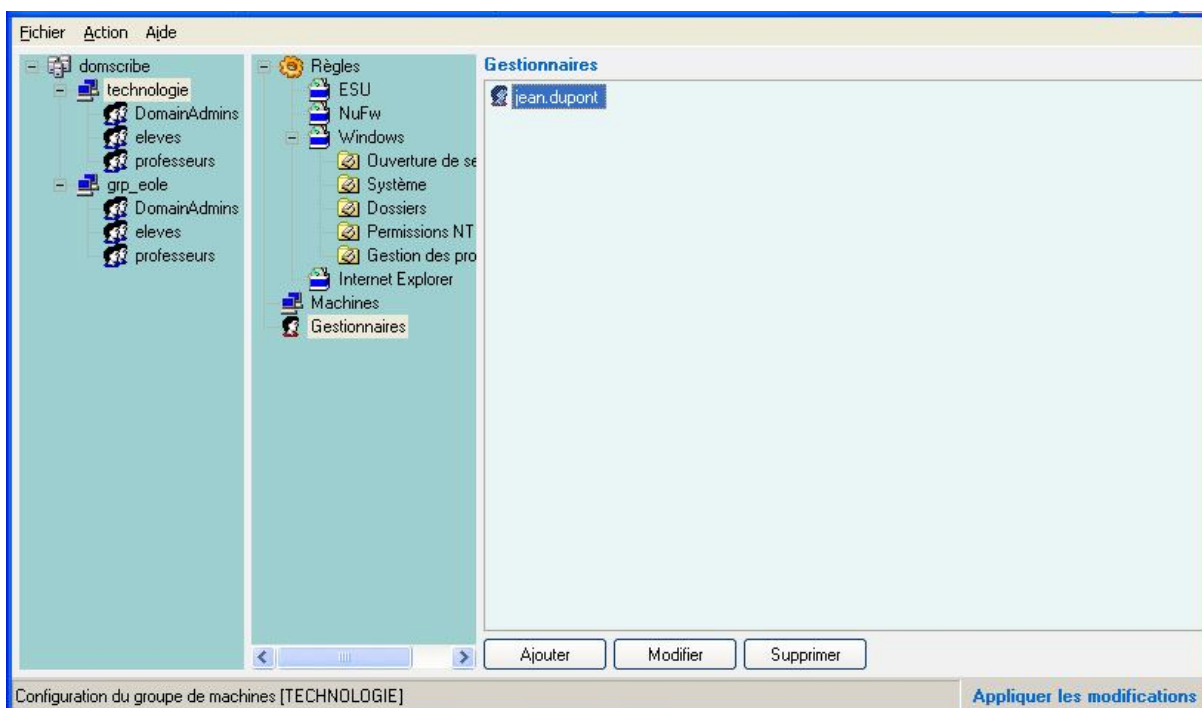 Fichier Action Aide
domscribe
technologie
DomainAdmins
eleves
professeurs
grp_eole
DomainAdmins
eleves
professeurs
Règles
ESU
NuFw
Windows
Ouverture de se
Système
Dossiers
Permissions NT
Gestion des pro
Internet Explorer
Machines
Gestionnaires
Gestionnaires
jean.dupont
Ajouter Modifier Supprimer
Configuration du groupe de machines [TECHNOLOGIE]
Appliquer les modifications